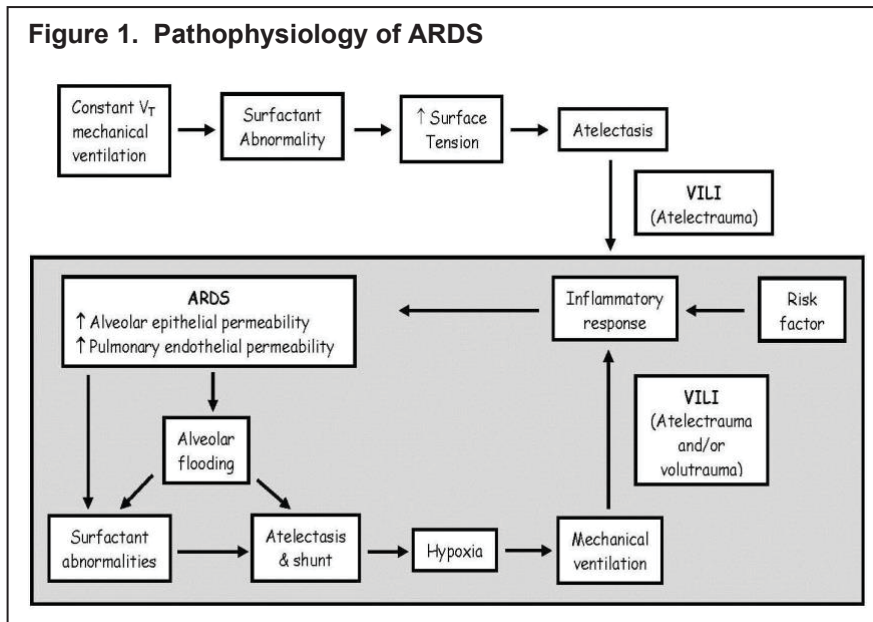 Figure 1. Pathophysiology of ARDS
Constant V_T
mechanical
ventilation
Surfactant
Abnormality
↑ Surface
Tension
Atelectasis
VILI
(Atelectrauma)
ARDS
↑ Alveolar epithelial permeability
↑ Pulmonary endothelial permeability
Inflammatory
response
Risk
factor
VILI
(Atelectrauma
and/or
volutrauma)
Alveolar
flooding
Surfactant
abnormalities
Atelectasis
& shunt
Hypoxia
Mechanical
ventilation